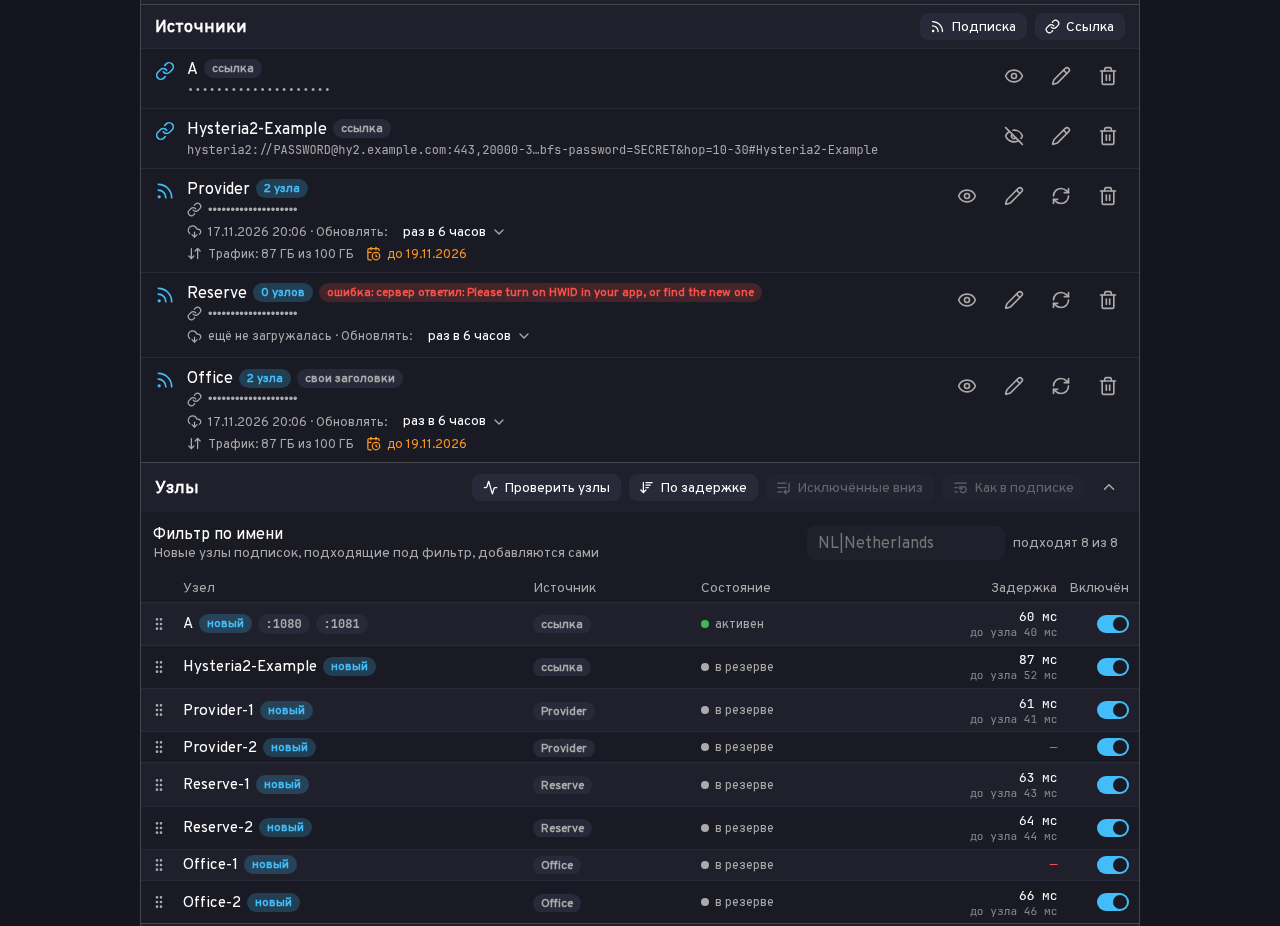 Источники
Подписка
Ссылка
A ссылка
••••••••••••••••••••
Hysteria2-Example ссылка
hysteria2://PASSWORD@hy2.example.com:443,20000-3…bfs-password=SECRET&hop=10-30#Hysteria2-Example
Provider 2 узла
••••••••••••••••••••
17.11.2026 20:06 · Обновлять: раз в 6 часов
Трафик: 87 ГБ из 100 ГБ до 19.11.2026
Reserve 0 узлов ошибка: сервер ответил: Please turn on HWID in your app, or find the new one
••••••••••••••••••••
ещё не загружалась · Обновлять: раз в 6 часов
Office 2 узла свои заголовки
••••••••••••••••••••
17.11.2026 20:06 · Обновлять: раз в 6 часов
Трафик: 87 ГБ из 100 ГБ до 19.11.2026
Узлы
Проверить узлы
По задержке
Исключённые вниз
Как в подписке
Фильтр по имени
Новые узлы подписок, подходящие под фильтр, добавляются сами
NL|Netherlands
подходят 8 из 8
Узел Источник Состояние Задержка Включён
A новый :1080 :1081 ссылка активен 60 мс
до узла 40 мс
Hysteria2-Example новый ссылка в резерве 87 мс
до узла 52 мс
Provider-1 новый Provider в резерве 61 мс
до узла 41 мс
Provider-2 новый Provider в резерве —
Reserve-1 новый Reserve в резерве 63 мс
до узла 43 мс
Reserve-2 новый Reserve в резерве 64 мс
до узла 44 мс
Office-1 новый Office в резерве —
Office-2 новый Office в резерве 66 мс
до узла 46 мс